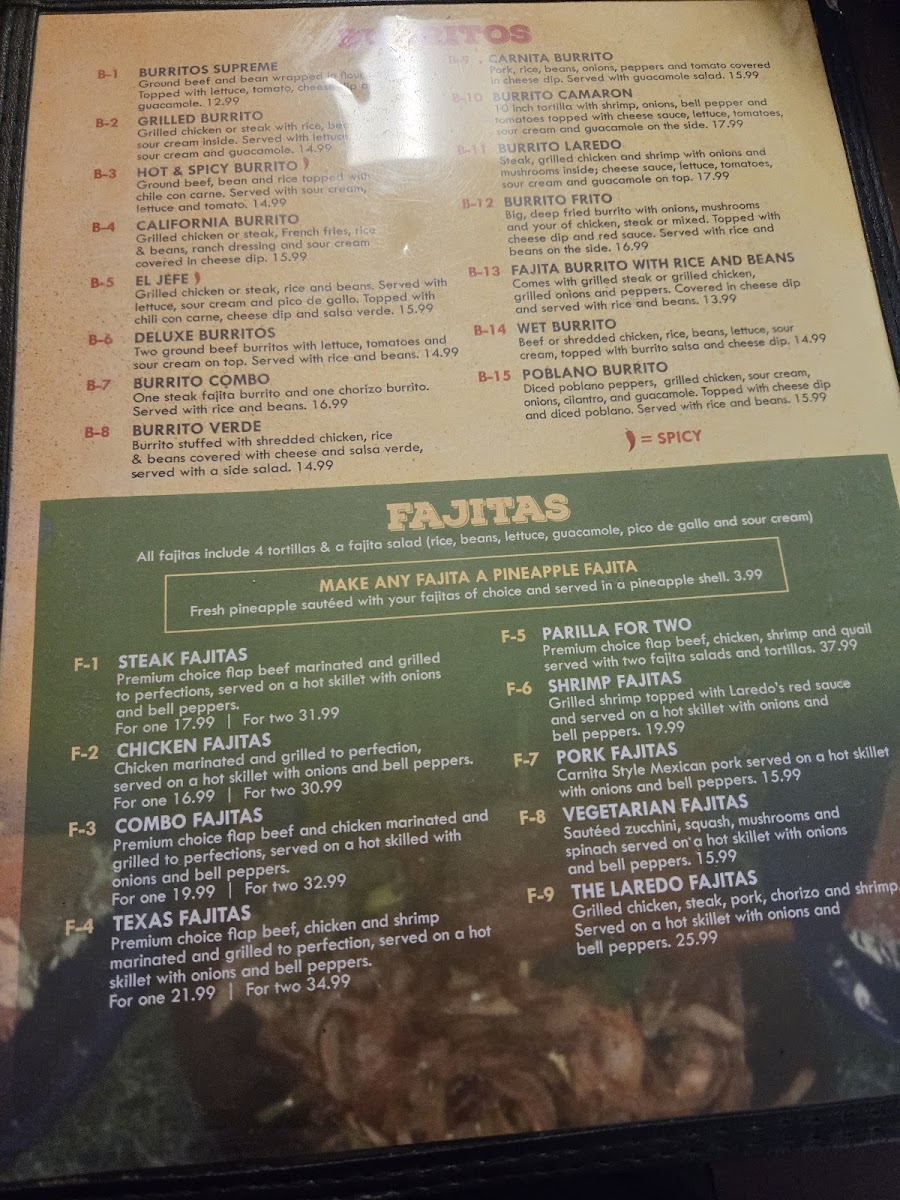 BURRITOS
B-1 BURRITOS SUPREME
Ground beef and bean wrapped in flour
Topped with lettuce, tomato, cheese dip
guacamole. 12.99
B-2 GRILLED BURRITO
Grilled chicken or steak with rice,
sour cream inside. Served with lettuce,
sour cream and guacamole. 14.99
B-3 HOT & SPICY BURRITO
Ground beef, bean and rice topped with
chile con carne. Served with sour cream,
lettuce and tomato. 14.99
B-4 CALIFORNIA BURRITO
Grilled chicken or steak, French fries, rice
& beans, ranch dressing and sour cream
covered in cheese dip. 15.99
B-5 EL JEFE
Grilled chicken or steak, rice and beans. Served with
lettuce, sour cream and pico de gallo. Topped with
chili con carne, cheese dip and salsa verde. 15.99
B-6 DELUXE BURRITOS
Two ground beef burritos with lettuce, tomatoes and
sour cream on top. Served with rice and beans. 14.99
B-7 BURRITO COMBO
One steak fajita burrito and one chorizo burrito.
Served with rice and beans. 16.99
B-8 BURRITO VERDE
Burrito stuffed with shredded chicken, rice
& beans covered with cheese and salsa verde,
served with a side salad. 14.99
B-9 CARNITA BURRITO
Pork, rice, beans, onions, peppers and tomato covered
in cheese dip. Served with guacamole salad. 15.99
B-10 BURRITO CAMARON
10 inch tortilla with shrimp, onions, bell pepper and
tomatoes topped with cheese sauce, lettuce, tomatoes,
sour cream and guacamole on the side. 17.99
B-11 BURRITO LAREDO
Steak, grilled chicken and shrimp with onions and
mushrooms inside; cheese sauce, lettuce, tomatoes,
sour cream and guacamole on top. 17.99
B-12 BURRITO FRITO
Big, deep fried burrito with onions, mushrooms
and your of chicken, steak or mixed. Topped with
cheese dip and red sauce. Served with rice and
beans on the side. 16.99
B-13 FAJITA BURRITO WITH RICE AND BEANS
Comes with grilled steak or grilled chicken,
grilled onions and peppers. Covered in cheese dip
and served with rice and beans. 13.99
B-14 WET BURRITO
Beef or shredded chicken, rice, beans, lettuce, sour
cream, topped with burrito salsa and cheese dip. 14.99
B-15 POBLANO BURRITO
Diced poblano peppers, grilled chicken, sour cream,
onions, cilantro, and guacamole. Topped with cheese dip
and diced poblano. Served with rice and beans. 15.99
= SPICY
FAJITAS
All fajitas include 4 tortillas & a fajita salad (rice, beans, lettuce, guacamole, pico de gallo and sour cream)
MAKE ANY FAJITA A PINEAPPLE FAJITA
Fresh pineapple sautéed with your fajitas of choice and served in a pineapple shell. 3.99
F-1 STEAK FAJITAS
Premium choice flap beef marinated and grilled
to perfections, served on a hot skillet with onions
and bell peppers.
For one 17.99 | For two 31.99
F-2 CHICKEN FAJITAS
Chicken marinated and grilled to perfection,
served on a hot skillet with onions and bell peppers.
For one 16.99 | For two 30.99
F-3 COMBO FAJITAS
Premium choice flap beef and chicken marinated and
grilled to perfections, served on a hot skilled with
onions and bell peppers.
For one 19.99 | For two 32.99
F-4 TEXAS FAJITAS
Premium choice flap beef, chicken and shrimp
marinated and grilled to perfection, served on a hot
skillet with onions and bell peppers.
For one 21.99 | For two 34.99
F-5 PARILLA FOR TWO
Premium choice flap beef, chicken, shrimp and quail
served with two fajita salads and tortillas. 37.99
F-6 SHRIMP FAJITAS
Grilled shrimp topped with Laredo's red sauce
and served on a hot skillet with onions and
bell peppers. 19.99
F-7 PORK FAJITAS
Carnita Style Mexican pork served on a hot skillet
with onions and bell peppers. 15.99
F-8 VEGETARIAN FAJITAS
Sautéed zucchini, squash, mushrooms and
spinach served on a hot skillet with onions
and bell peppers. 15.99
F-9 THE LAREDO FAJITAS
Grilled chicken, steak, pork, chorizo and shrimp.
Served on a hot skillet with onions and
bell peppers. 25.99